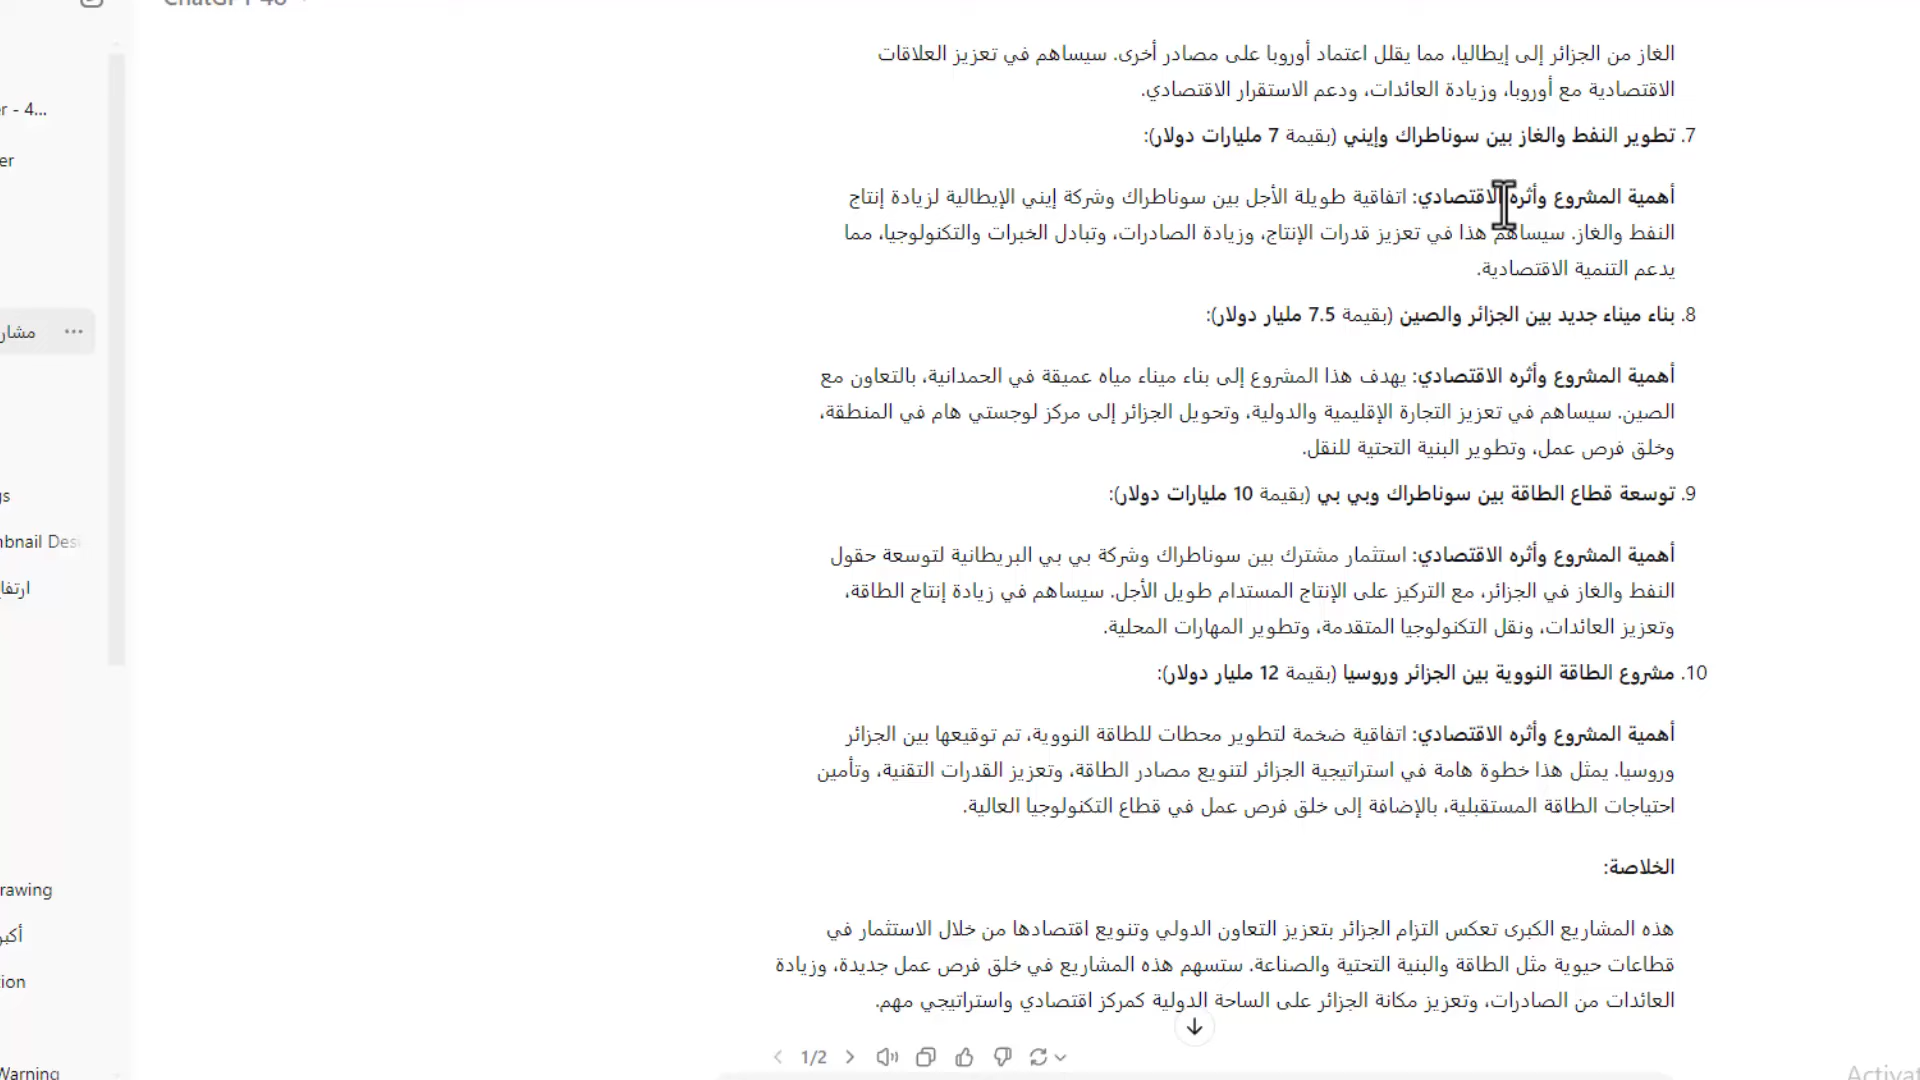 er - 4...
er
مشار
gs
ارتفا
rawing
أكبر
tion
Warning
الغاز من الجزائر إلى إيطاليا، مما يقلل اعتماد أوروبا على مصادر أخرى. سيساهم في تعزيز العلاقات
الاقتصادية مع أوروبا، وزيادة العائدات، ودعم الاستقرار الاقتصادي.
7. تطوير النفط والغاز بين سوناطراك وإيني (بقيمة 7 مليارات دولار):
أهمية المشروع وأثره الاقتصادي: اتفاقية طويلة الأجل بين سوناطراك وشركة إيني الإيطالية لزيادة إنتاج
النفط والغاز. سيساهم هذا في تعزيز قدرات الإنتاج، وزيادة الصادرات، وتبادل الخبرات والتكنولوجيا، مما
يدعم التنمية الاقتصادية.
8. بناء ميناء جديد بين الجزائر والصين (بقيمة 7.5 مليار دولار):
أهمية المشروع وأثره الاقتصادي: يهدف هذا المشروع إلى بناء ميناء مياه عميقة في الحمدانية، بالتعاون مع
الصين. سيساهم في تعزيز التجارة الإقليمية والدولية، وتحويل الجزائر إلى مركز لوجستي هام في المنطقة،
وخلق فرص عمل، وتطوير البنية التحتية للنقل.
9. توسعة قطاع الطاقة بين سوناطراك وبي بي (بقيمة 10 مليارات دولار):
أهمية المشروع وأثره الاقتصادي: استثمار مشترك بين سوناطراك وشركة بي بي البريطانية لتوسعة حقول
النفط والغاز في الجزائر، مع التركيز على الإنتاج المستدام طويل الأجل. سيساهم في زيادة إنتاج الطاقة،
وتعزيز العائدات، ونقل التكنولوجيا المتقدمة، وتطوير المهارات المحلية.
10. مشروع الطاقة النووية بين الجزائر وروسيا (بقيمة 12 مليار دولار):
أهمية المشروع وأثره الاقتصادي: اتفاقية ضخمة لتطوير محطات للطاقة النووية، تم توقيعها بين الجزائر
وروسيا. يمثل هذا خطوة هامة في استراتيجية الجزائر لتنويع مصادر الطاقة، وتعزيز القدرات التقنية، وتأمين
احتياجات الطاقة المستقبلية، بالإضافة إلى خلق فرص عمل في قطاع التكنولوجيا العالية.
الخلاصة:
هذه المشاريع الكبرى تعكس التزام الجزائر بتعزيز التعاون الدولي وتنويع اقتصادها من خلال الاستثمار في
قطاعات حيوية مثل الطاقة والبنية التحتية والصناعة. ستسهم هذه المشاريع في خلق فرص عمل جديدة، وزيادة
العائدات من الصادرات، وتعزيز مكانة الجزائر على الساحة الدولية كمركز اقتصادي واستراتيجي مهم.
1/2
Activat